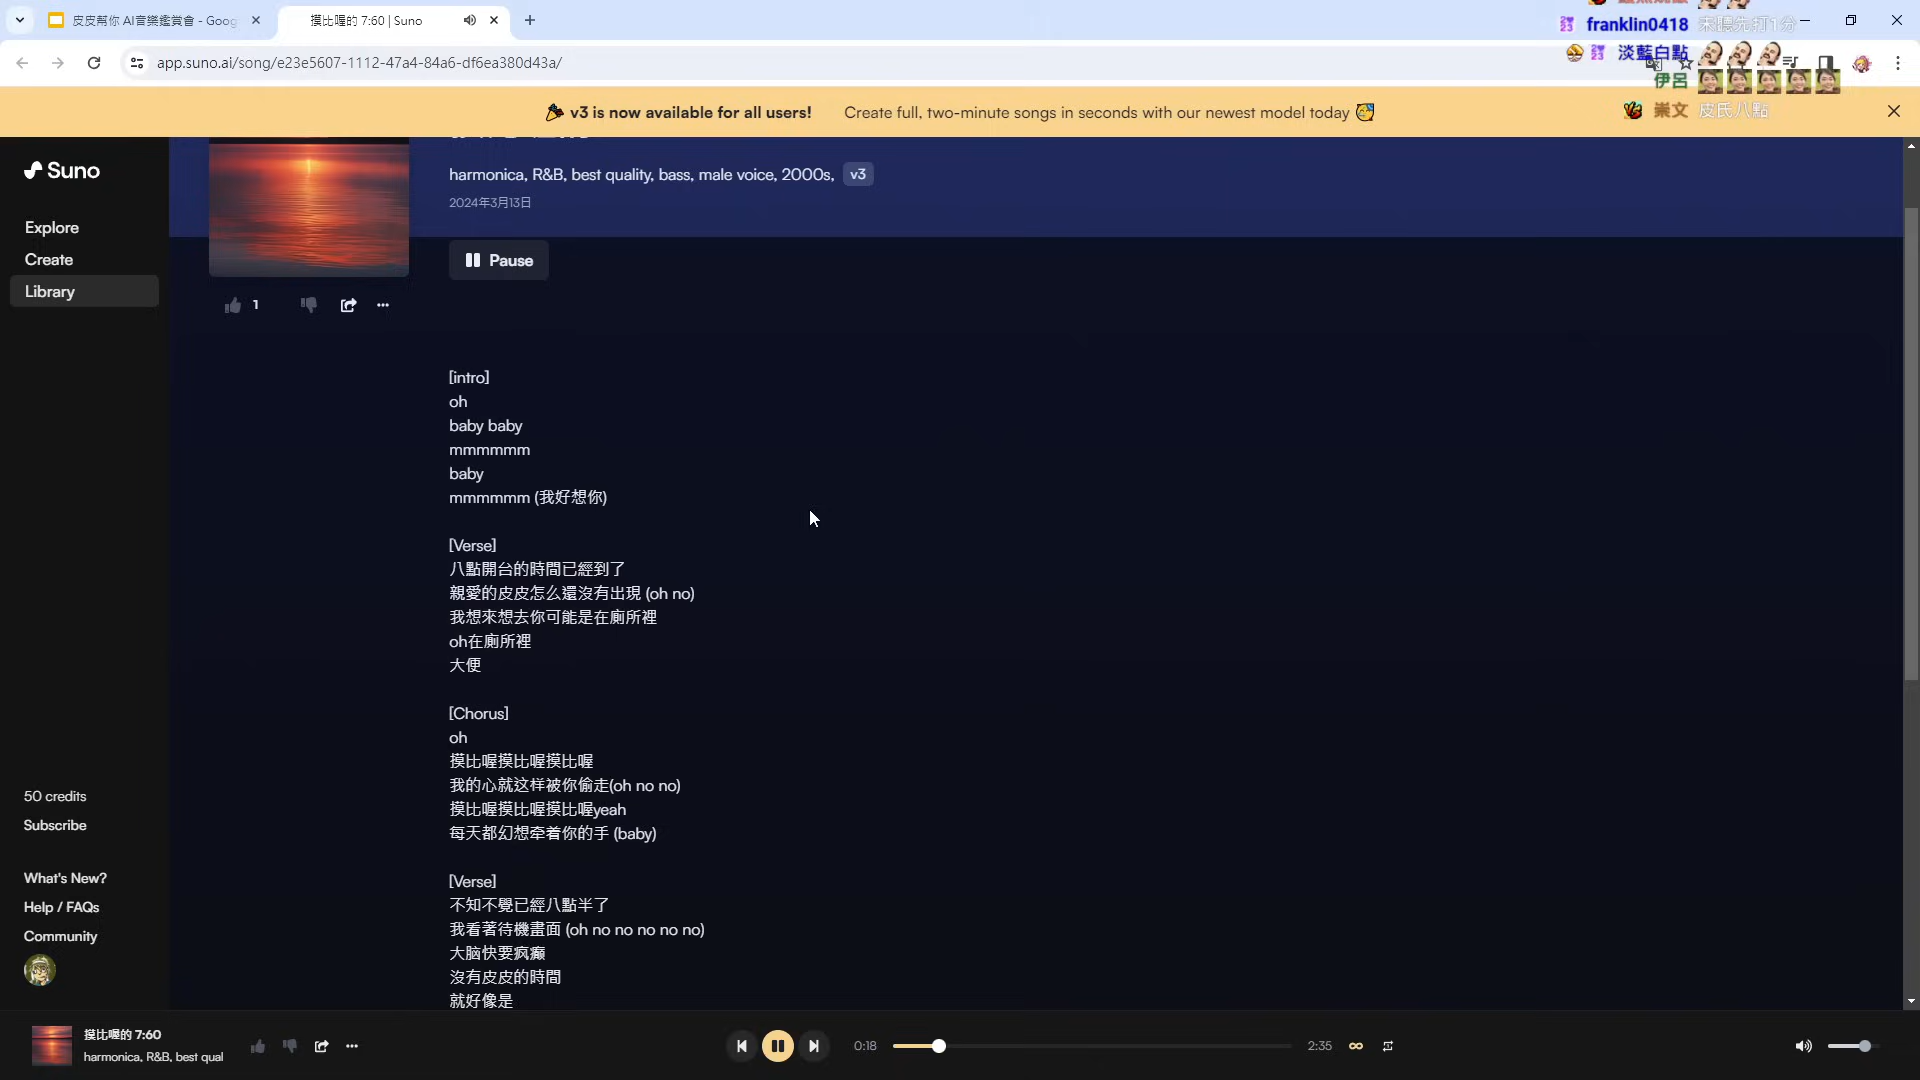 皮皮幫你 AI音樂鑑賞會 - Goog
摸比喔的 7:60 | Suno
franklin0418 未聽先打1分
app.suno.ai/song/e23e5607-1112-47a4-84a6-df6ea380d43a/
淡藍白點
伊呂
v3 is now available for all users! Create full, two-minute songs in seconds with our newest model today
崇文 皮氏八點
Suno
harmonica, R&B, best quality, bass, male voice, 2000s, v3
2024年3月13日
Explore
Create
Library
Pause
1
[intro]
oh
baby baby
mmmmmm
baby
mmmmmm (我好想你)
[Verse]
八點開台的時間已經到了
親愛的皮皮怎么還沒有出現 (oh no)
我想來想去你可能是在廁所裡
oh在廁所裡
大便
[Chorus]
oh
摸比喔摸比喔摸比喔
我的心就这样被你偷走(oh no no)
摸比喔摸比喔摸比喔yeah
每天都幻想牵着你的手 (baby)
[Verse]
不知不覺已經八點半了
我看著待機畫面 (oh no no no no no)
大脑快要疯癫
沒有皮皮的時間
就好像是
50 credits
Subscribe
What's New?
Help / FAQs
Community
摸比喔的 7:60
harmonica, R&B, best qual
0:18
2:35